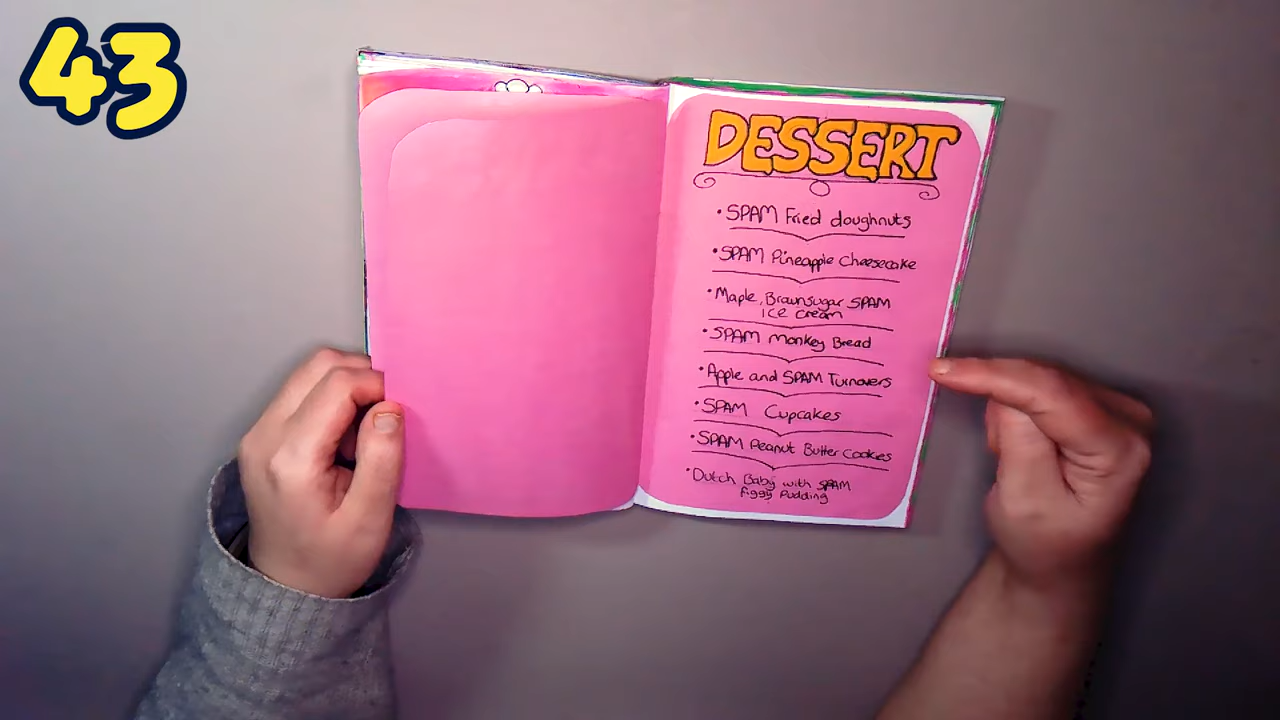 43
DESSERT
• SPAM Fried doughnuts
• SPAM Pineapple Cheesecake
• Maple, Braunsugar SPAM
ice cream
• SPAM Monkey Bread
• Apple and SPAM Turnovers
• SPAM Cupcakes
• SPAM Peanut Butter Cookies
• Dutch Baby with SPAM
Figgy Pudding